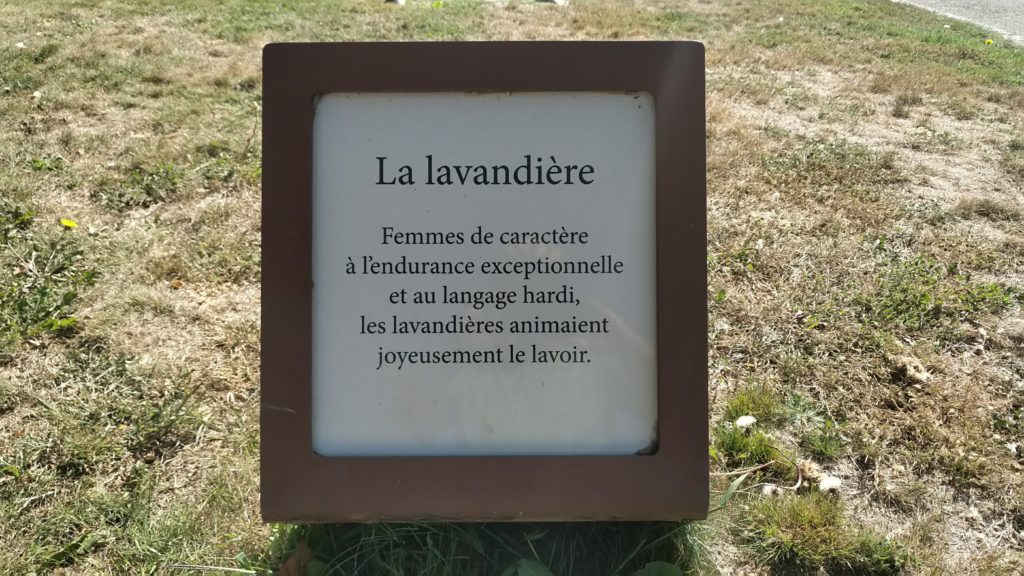 La lavandière
Femmes de caractère
à l'endurance exceptionnelle
et au langage hardi,
les lavandières animaient
joyeusement le lavoir.